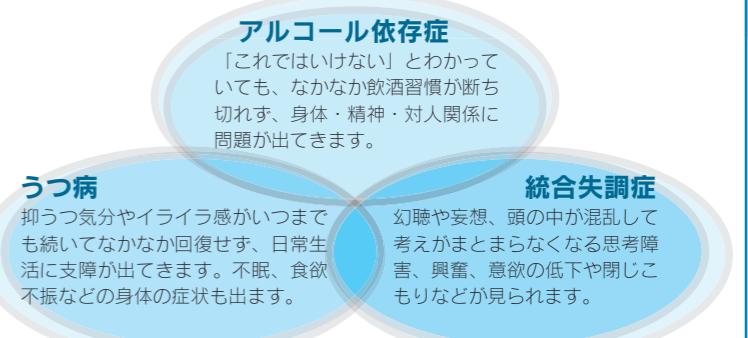 アルコール依存症
「これではいけない」とわかって
いても、なかなか飲酒習慣が断ち
切れず、身体・精神・対人関係に
問題が出てきます。
うつ病
抑うつ気分やイライラ感がいつまで
も続いてなかなか回復せず、日常生
活に支障が出てきます。不眠、食欲
不振などの身体の症状も出ます。
統合失調症
幻聴や妄想、頭の中が混乱して
考えがまとまらなくなる思考障
害、興奮、意欲の低下や閉じこ
もりなどが見られます。